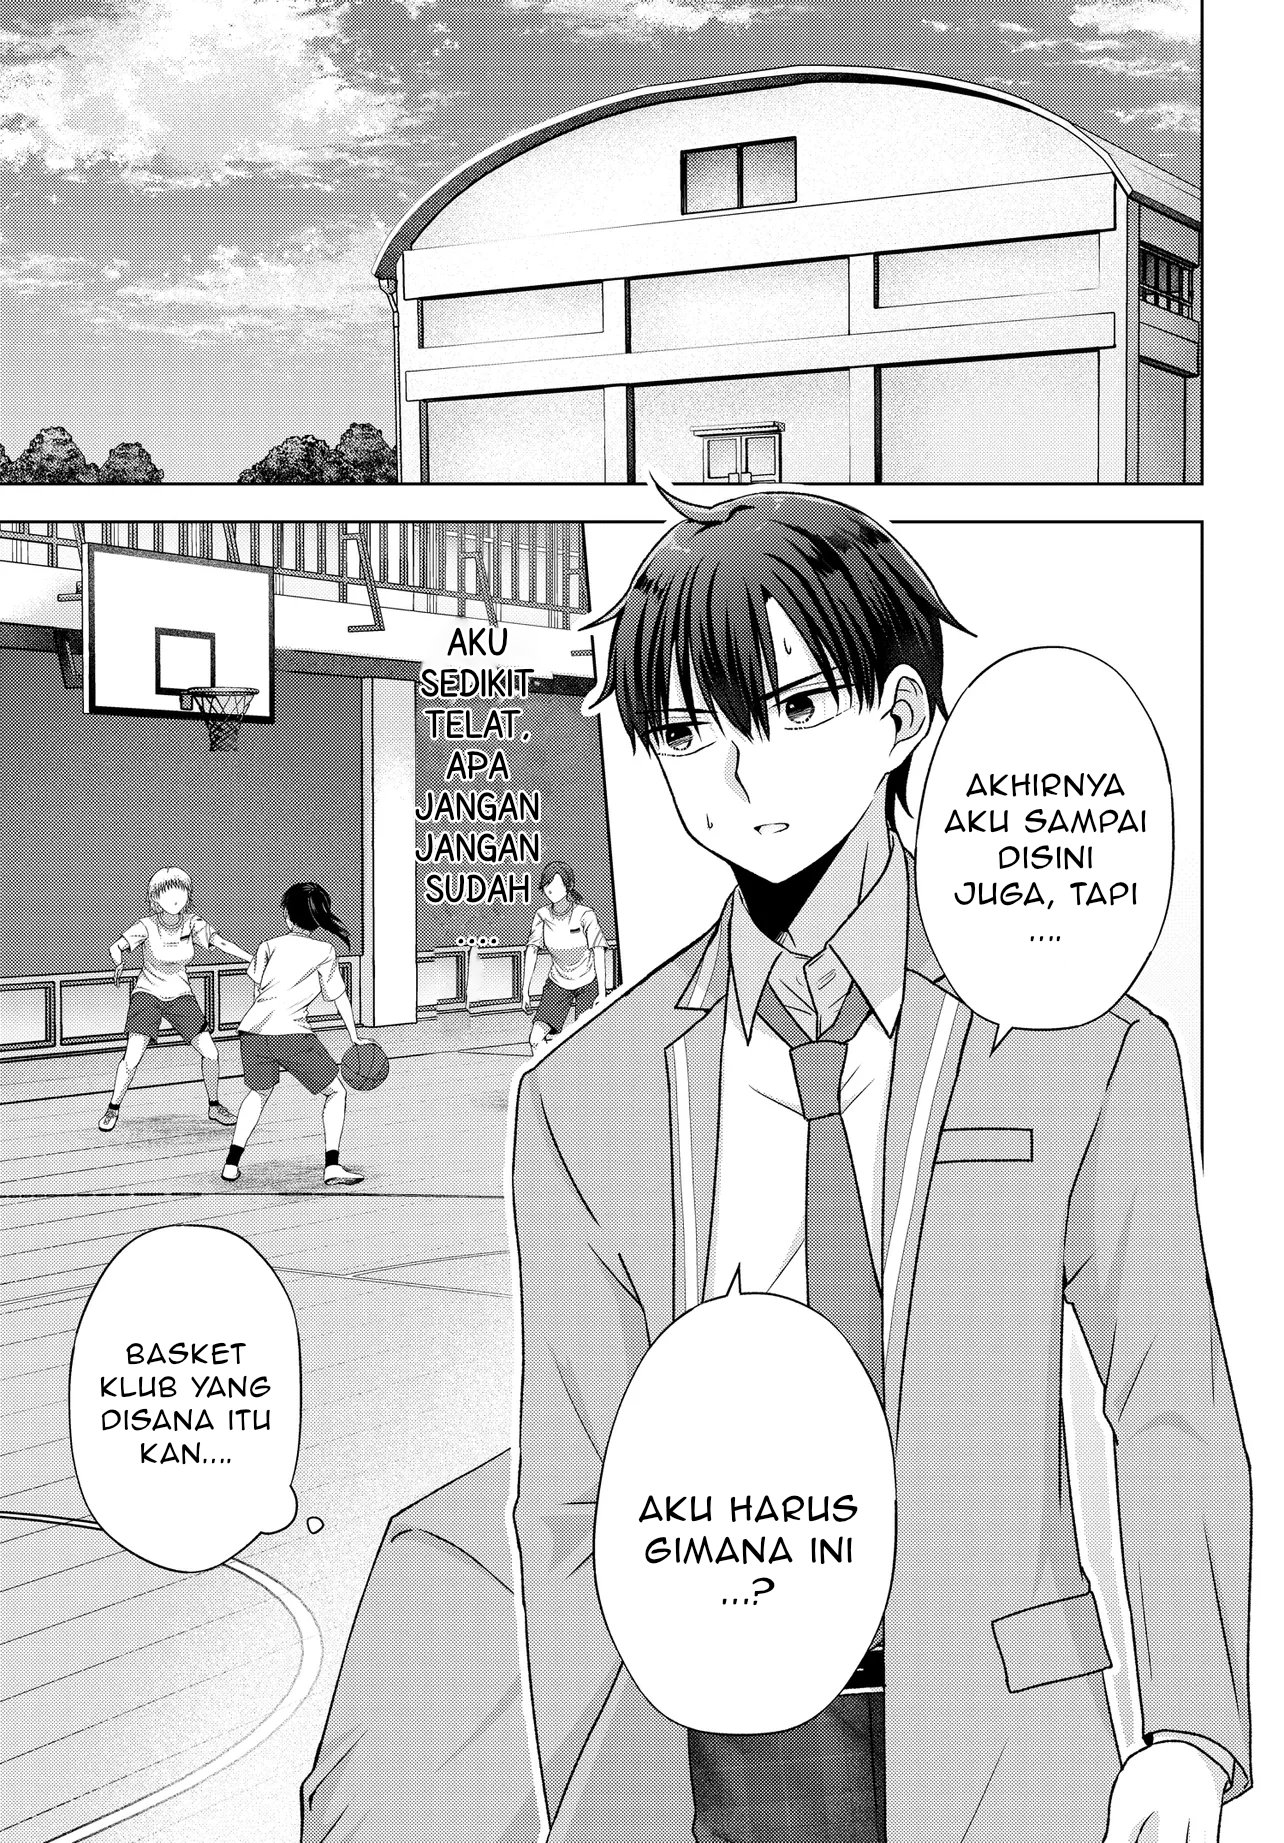 AKHIRNYA
AKU SAMPAI
DISINI
JUGA, TAPI
....
AKU
SEDIKIT
TELAT,
APA
JANGAN
JANGAN
SUDAH
....
AKU HARUS
GIMANA INI
...?
BASKET
KLUB YANG
DISANA ITU
KAN....